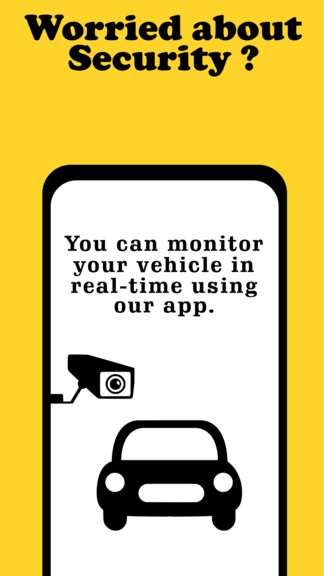 Worried about
Security ?
You can monitor
your vehicle in
real-time using
our app.